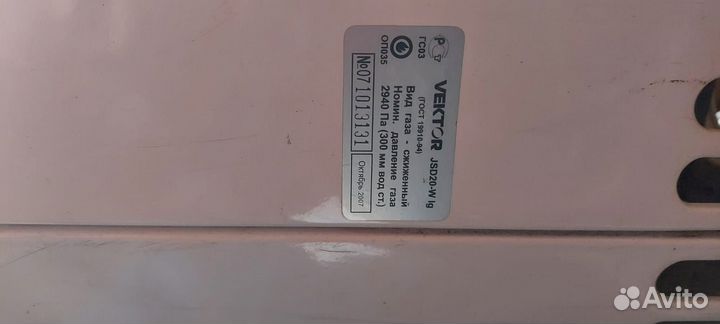 VEKTOR JSD20-W lg
(ГОСТ 19910-94)
Вид газа - сжиженный
Номин. давление газа
2940 Па (300 мм вод ст.)
ГС03
ОП035
№071013131
Октябрь 2007
Avito